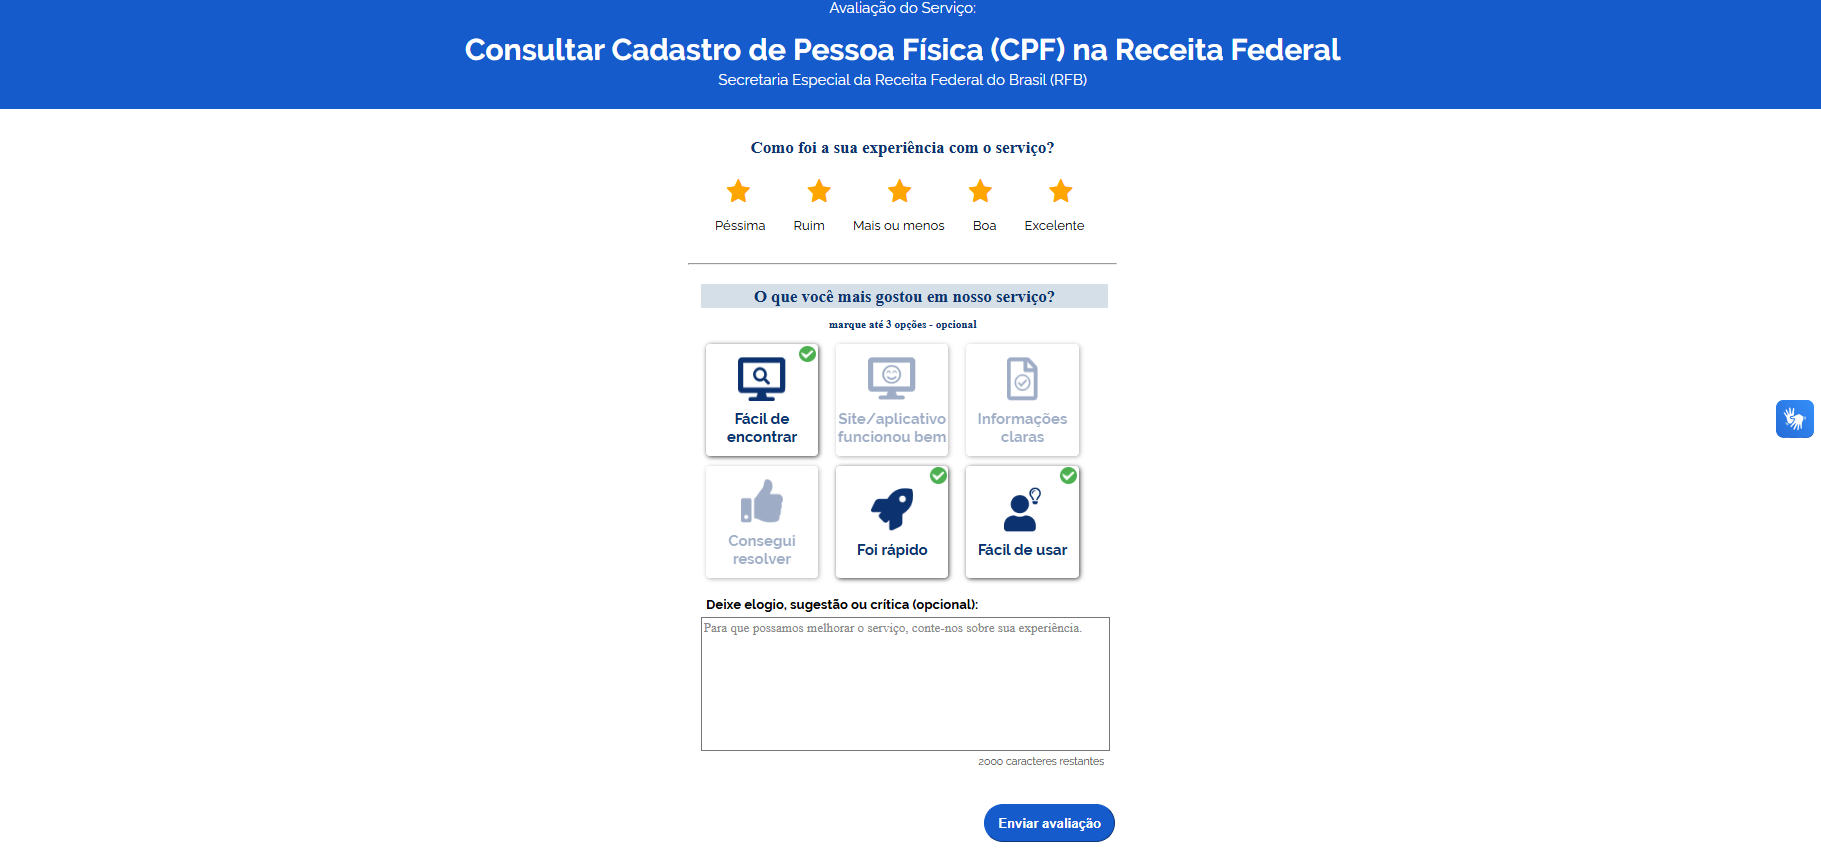 Avaliação do Serviço:
Consultar Cadastro de Pessoa Física (CPF) na Receita Federal
Secretaria Especial da Receita Federal do Brasil (RFB)
Como foi a sua experiência com o serviço?
Péssima Ruim Mais ou menos Boa Excelente
O que você mais gostou em nosso serviço?
marque até 3 opções - opcional
Fácil de
encontrar
Site/aplicativo
funcionou bem
Informações
claras
Consegui
resolver
Foi rápido
Fácil de usar
Deixe elogio, sugestão ou crítica (opcional):
Para que possamos melhorar o serviço, conte-nos sobre sua experiência.
2000 caracteres restantes
Enviar avaliação